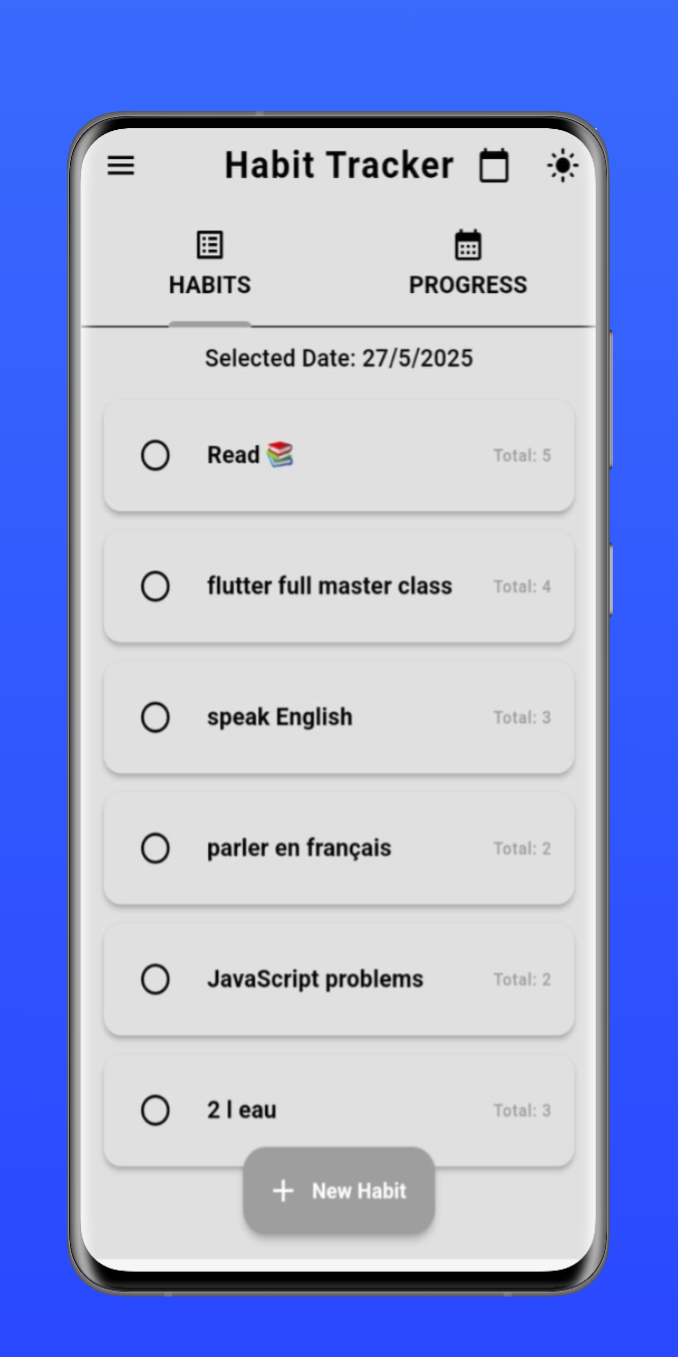 Habit Tracker
HABITS
PROGRESS
Selected Date: 27/5/2025
Read 📚 Total: 5
flutter full master class Total: 4
speak English Total: 3
parler en français Total: 2
JavaScript problems Total: 2
2 l eau Total: 3
+ New Habit